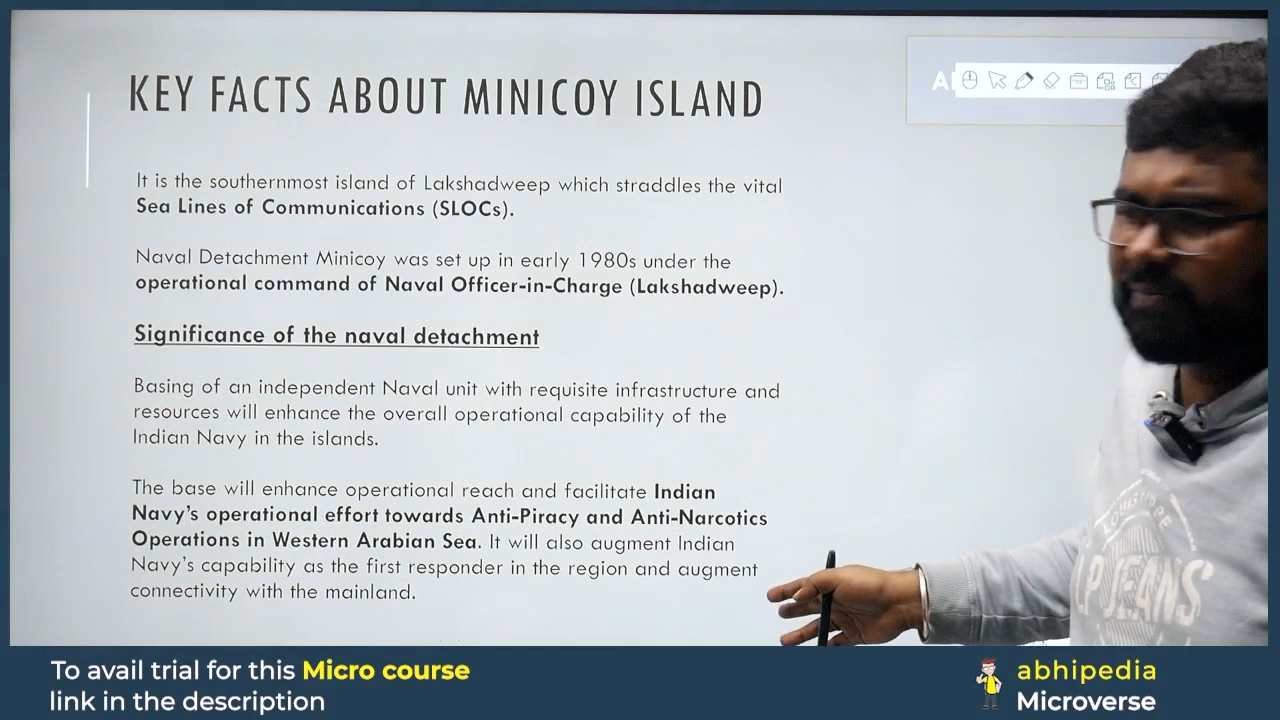 KEY FACTS ABOUT MINICOY ISLAND
It is the southernmost island of Lakshadweep which straddles the vital
Sea Lines of Communications (SLOCs).
Naval Detachment Minicoy was set up in early 1980s under the
operational command of Naval Officer-in-Charge (Lakshadweep).
Significance of the naval detachment
Basing of an independent Naval unit with requisite infrastructure and
resources will enhance the overall operational capability of the
Indian Navy in the islands.
The base will enhance operational reach and facilitate Indian
Navy's operational effort towards Anti-Piracy and Anti-Narcotics
Operations in Western Arabian Sea. It will also augment Indian
Navy's capability as the first responder in the region and augment
connectivity with the mainland.
JEANS
To avail trial for this Micro course
link in the description
abhipedia
Microverse